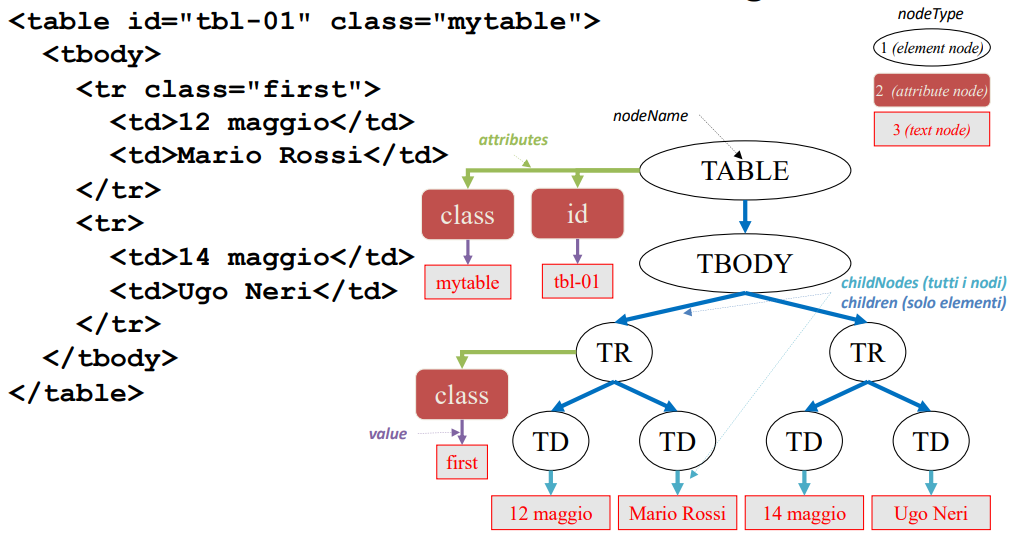 <table id="tbl-01" class="mytable">
<tbody>
<tr class="first">
<td>12 maggio</td>
<td>Mario Rossi</td>
</tr>
<tr>
<td>14 maggio</td>
<td>Ugo Neri</td>
</tr>
</tbody>
</table>
nodeType
1 (element node)
2 (attribute node)
3 (text node)
nodeName
attributes
TABLE
class
id
mytable
tbl-01
TBODY
childNodes (tutti i nodi)
children (solo elementi)
TR
TR
class
value
first
TD
TD
TD
TD
12 maggio
Mario Rossi
14 maggio
Ugo Neri